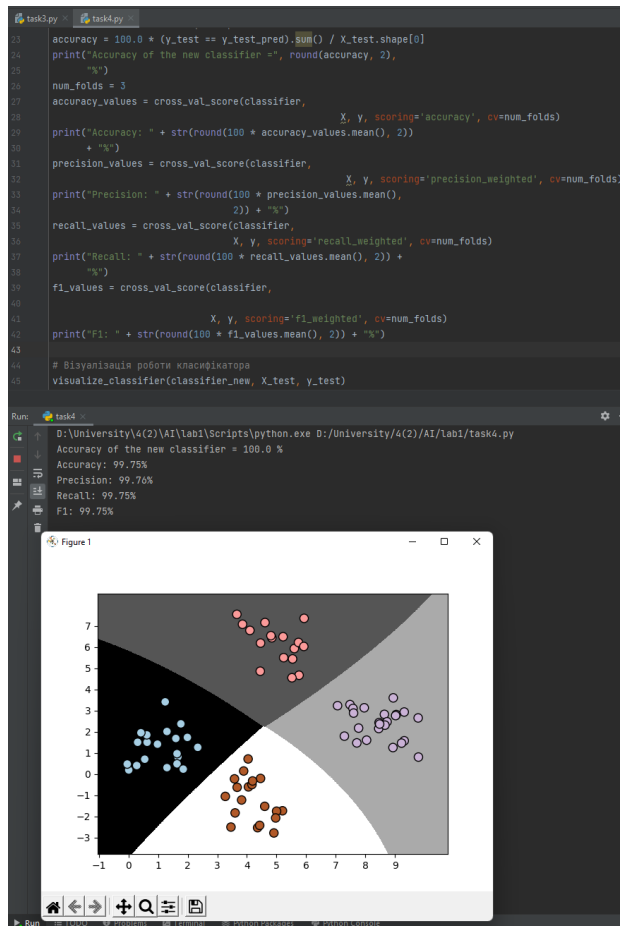 task3.py × task4.py ×
23 accuracy = 100.0 * (y_test == y_test_pred).sum() / X_test.shape[0]
24 print("Accuracy of the new classifier =", round(accuracy, 2),
25 "%")
26 num_folds = 3
27 accuracy_values = cross_val_score(classifier,
28 X, y, scoring='accuracy', cv=num_folds)
29 print("Accuracy: " + str(round(100 * accuracy_values.mean(), 2))
30 + "%")
31 precision_values = cross_val_score(classifier,
32 X, y, scoring='precision_weighted', cv=num_folds)
33 print("Precision: " + str(round(100 * precision_values.mean(),
34 2)) + "%")
35 recall_values = cross_val_score(classifier,
36 X, y, scoring='recall_weighted', cv=num_folds)
37 print("Recall: " + str(round(100 * recall_values.mean(), 2)) +
38 "%")
39 f1_values = cross_val_score(classifier,
40
41 X, y, scoring='f1_weighted', cv=num_folds)
42 print("F1: " + str(round(100 * f1_values.mean(), 2)) + "%")
43
44 # Візуалізація роботи класифікатора
45 visualize_classifier(classifier_new, X_test, y_test)
Run: task4 ×
D:\University\4(2)\AI\lab1\Scripts\python.exe D:/University/4(2)/AI/lab1/task4.py
Accuracy of the new classifier = 100.0 %
Accuracy: 99.75%
Precision: 99.76%
Recall: 99.75%
F1: 99.75%
Figure 1
7
6
5
4
3
2
1
0
−1
−2
−3
−1 0 1 2 3 4 5 6 7 8 9
Run TODO Problems Terminal Python Packages Python Console